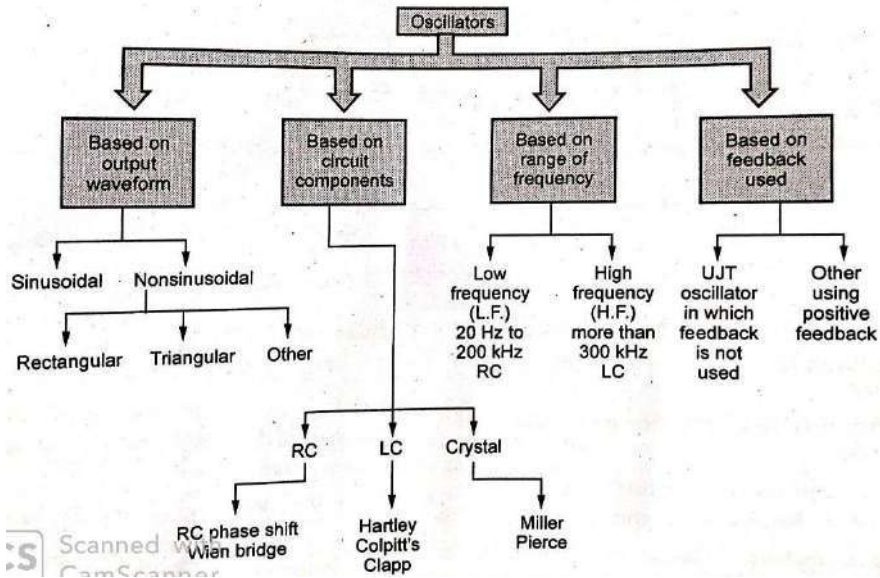 Oscillators
Based on
output
waveform
Based on
circuit
components
Based on
range of
frequency
Based on
feedback
used
Sinusoidal
Nonsinusoidal
Rectangular
Triangular
Other
Low
frequency
(L.F.)
20 Hz to
200 kHz
RC
High
frequency
(H.F.)
more than
300 kHz
LC
UJT
oscillator
in which
feedback
is not
used
Other
using
positive
feedback
RC
LC
Crystal
RC phase shift
Wien bridge
Hartley
Colpitt's
Clapp
Miller
Pierce
CS
Scanned with
CamScanner